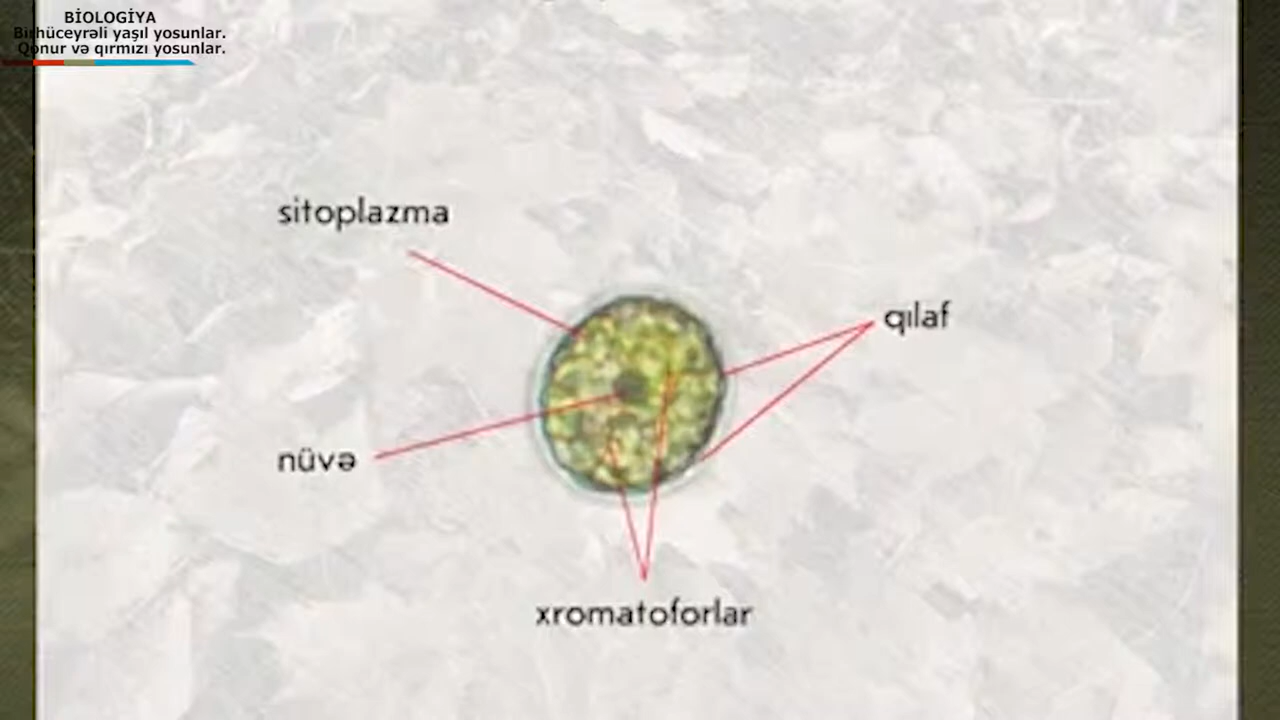 BİOLOGİYA
Birhüceyrəli yaşıl yosunlar.
Qonur və qırmızı yosunlar.
sitoplazma
qılaf
nüvə
xromatoforlar